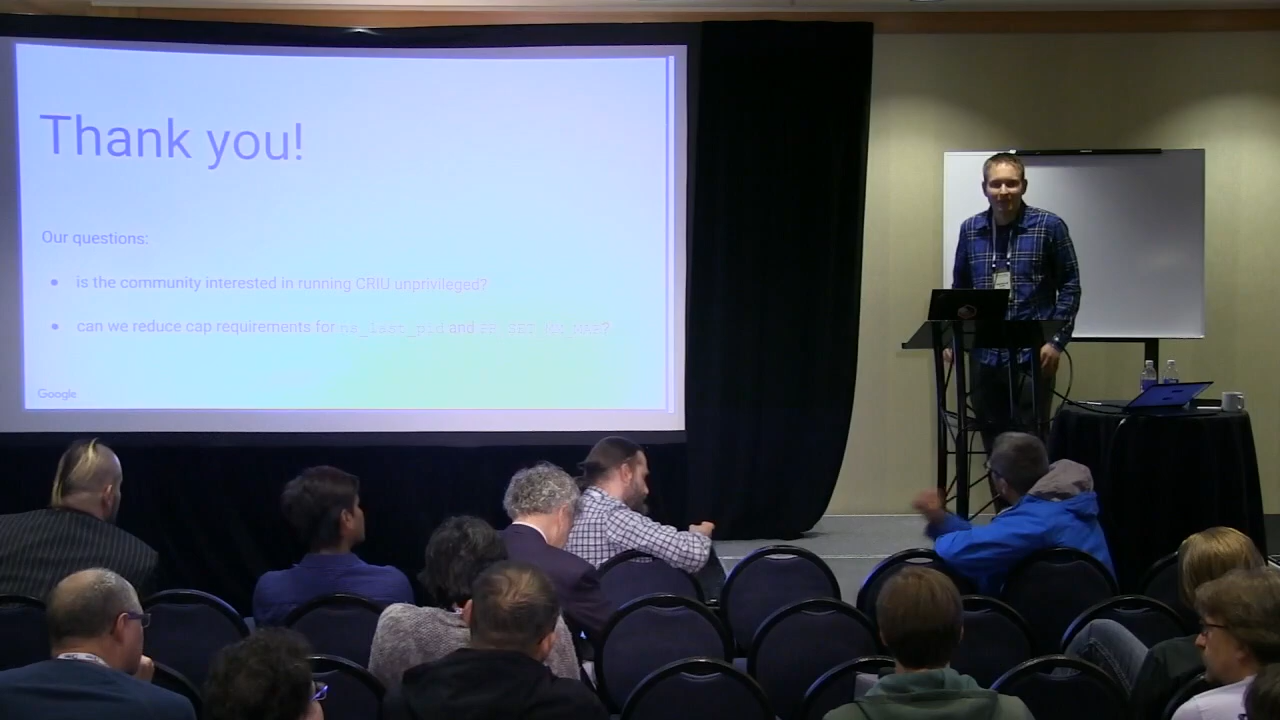 Thank you!
Our questions:
is the community interested in running CRIU unprivileged?
can we reduce cap requirements for ns_last_pid and PR_SET_MM_MAP?
Google